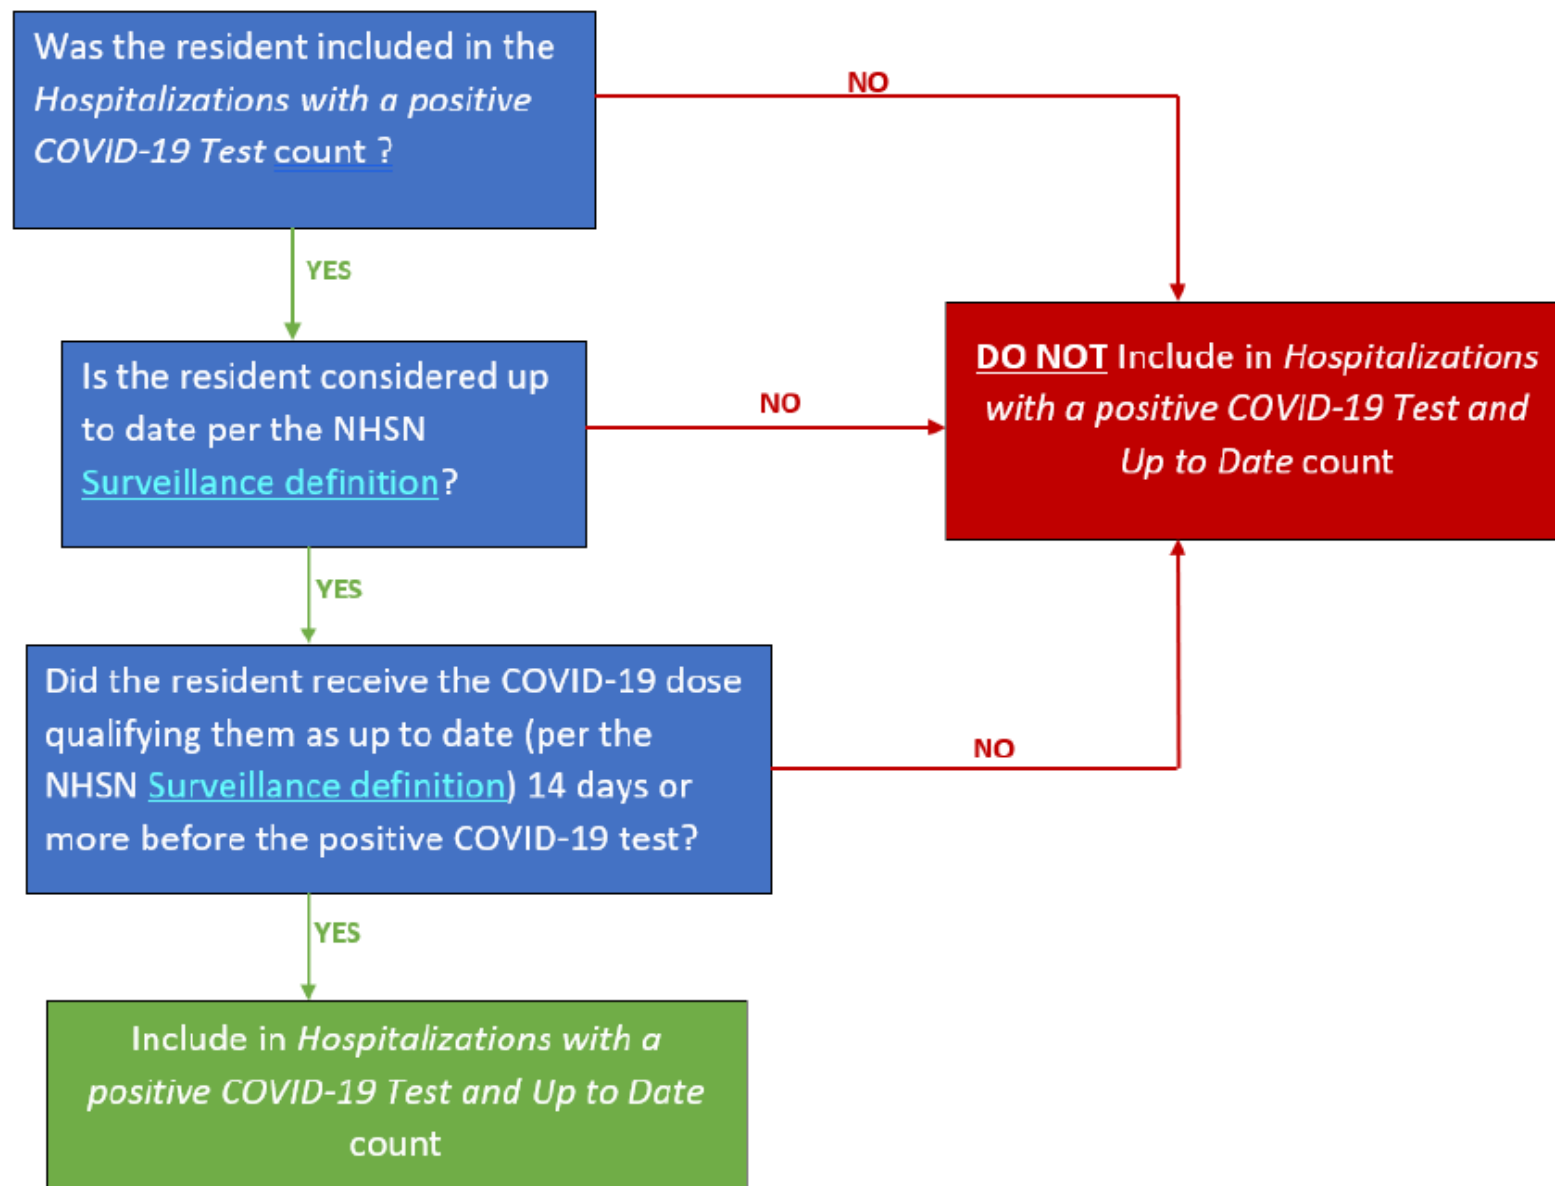 Was the resident included in the
Hospitalizations with a positive
COVID-19 Test count ?
NO
YES
Is the resident considered up
to date per the NHSN
Surveillance definition?
NO
DO NOT Include in Hospitalizations
with a positive COVID-19 Test and
Up to Date count
YES
Did the resident receive the COVID-19 dose
qualifying them as up to date (per the
NHSN Surveillance definition) 14 days or
more before the positive COVID-19 test?
NO
YES
Include in Hospitalizations with a
positive COVID-19 Test and Up to Date
count